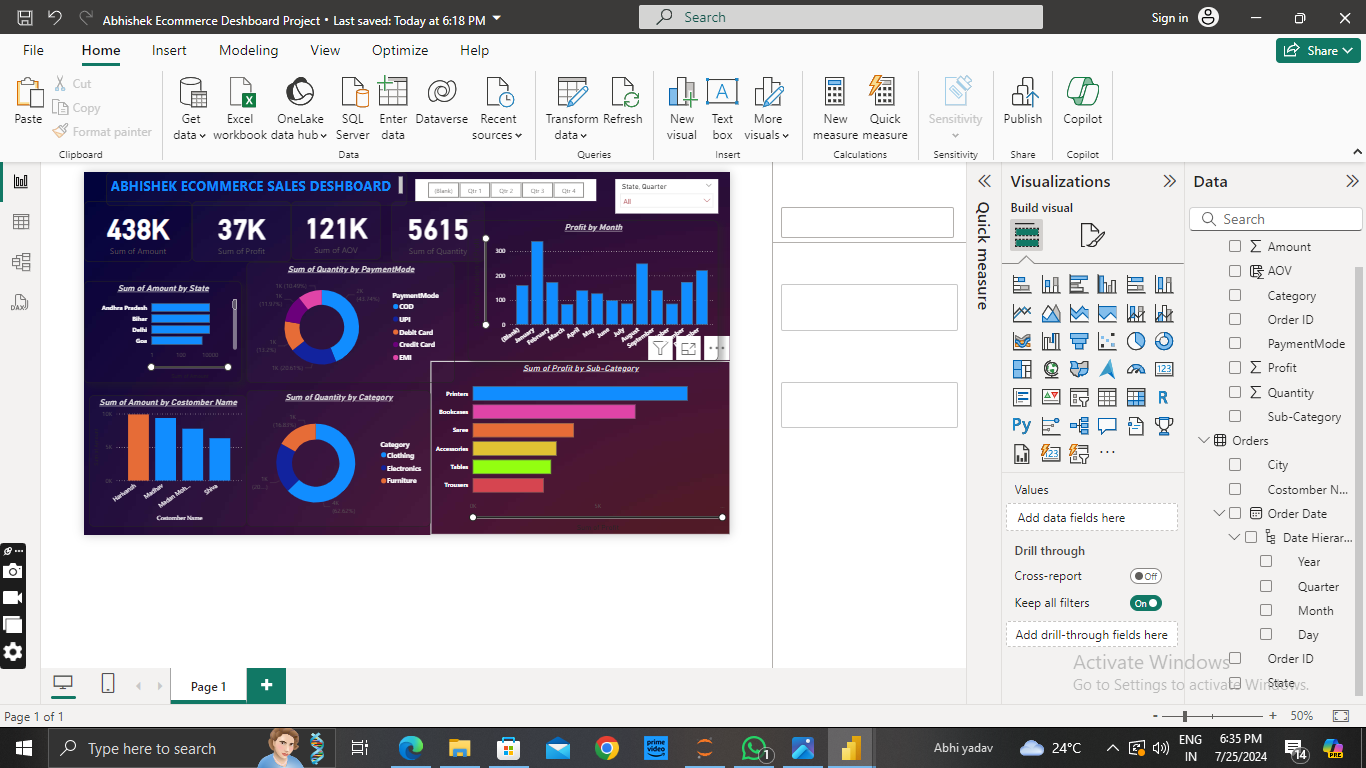 Abhishek Ecommerce Deshboard Project • Last saved: Today at 6:18 PM
Search
Sign in
File Home Insert Modeling View Optimize Help
Share
Paste
Cut
Copy
Format painter
Clipboard
Get data
Excel workbook
OneLake data hub
SQL Server
Enter data
Dataverse
Recent sources
Data
Transform data
Refresh
Queries
New visual
Text box
More visuals
Insert
New measure
Quick measure
Calculations
Sensitivity
Sensitivity
Publish
Share
Copilot
Copilot
ABHISHEK ECOMMERCE SALES DESHBOARD
(Blank) Qtr 1 Qtr 2 Qtr 3 Qtr 4
State, Quarter
All
438K
Sum of Amount
37K
Sum of Profit
121K
Sum of AOV
5615
Sum of Quantity
Profit by Month
300
200
100
0
(Blank) January February March April May June July August September
Sum of Amount by State
Andhra Pradesh
Bihar
Delhi
Goa
1 100 10000
Sum of Quantity by PaymentMode
PaymentMode
COD
UPI
Debit Card
Credit Card
EMI
Sum of Amount by Costomber Name
10K
5K
0K
Harivansh Madhav Madan Moh... Shiva
Costomber Name
Sum of Quantity by Category
Category
Clothing
Electronics
Furniture
Sum of Profit by Sub-Category
Printers
Bookcases
Saree
Accessories
Tables
Trousers
0K 5K
Quick measure
Visualizations
Build visual
Values
Add data fields here
Drill through
Cross-report Off
Keep all filters On
Add drill-through fields here
Data
Search
Amount
AOV
Category
Order ID
PaymentMode
Profit
Quantity
Sub-Category
Orders
City
Costomber N...
Order Date
Date Hierar...
Year
Quarter
Month
Day
Order ID
State
Activate Windows
Go to Settings to activate Windows.
Page 1
Page 1 of 1
- + 50%
Type here to search
prime video
1
Abhi yadav
24°C
ENG
IN
6:35 PM
7/25/2024
14
PRE